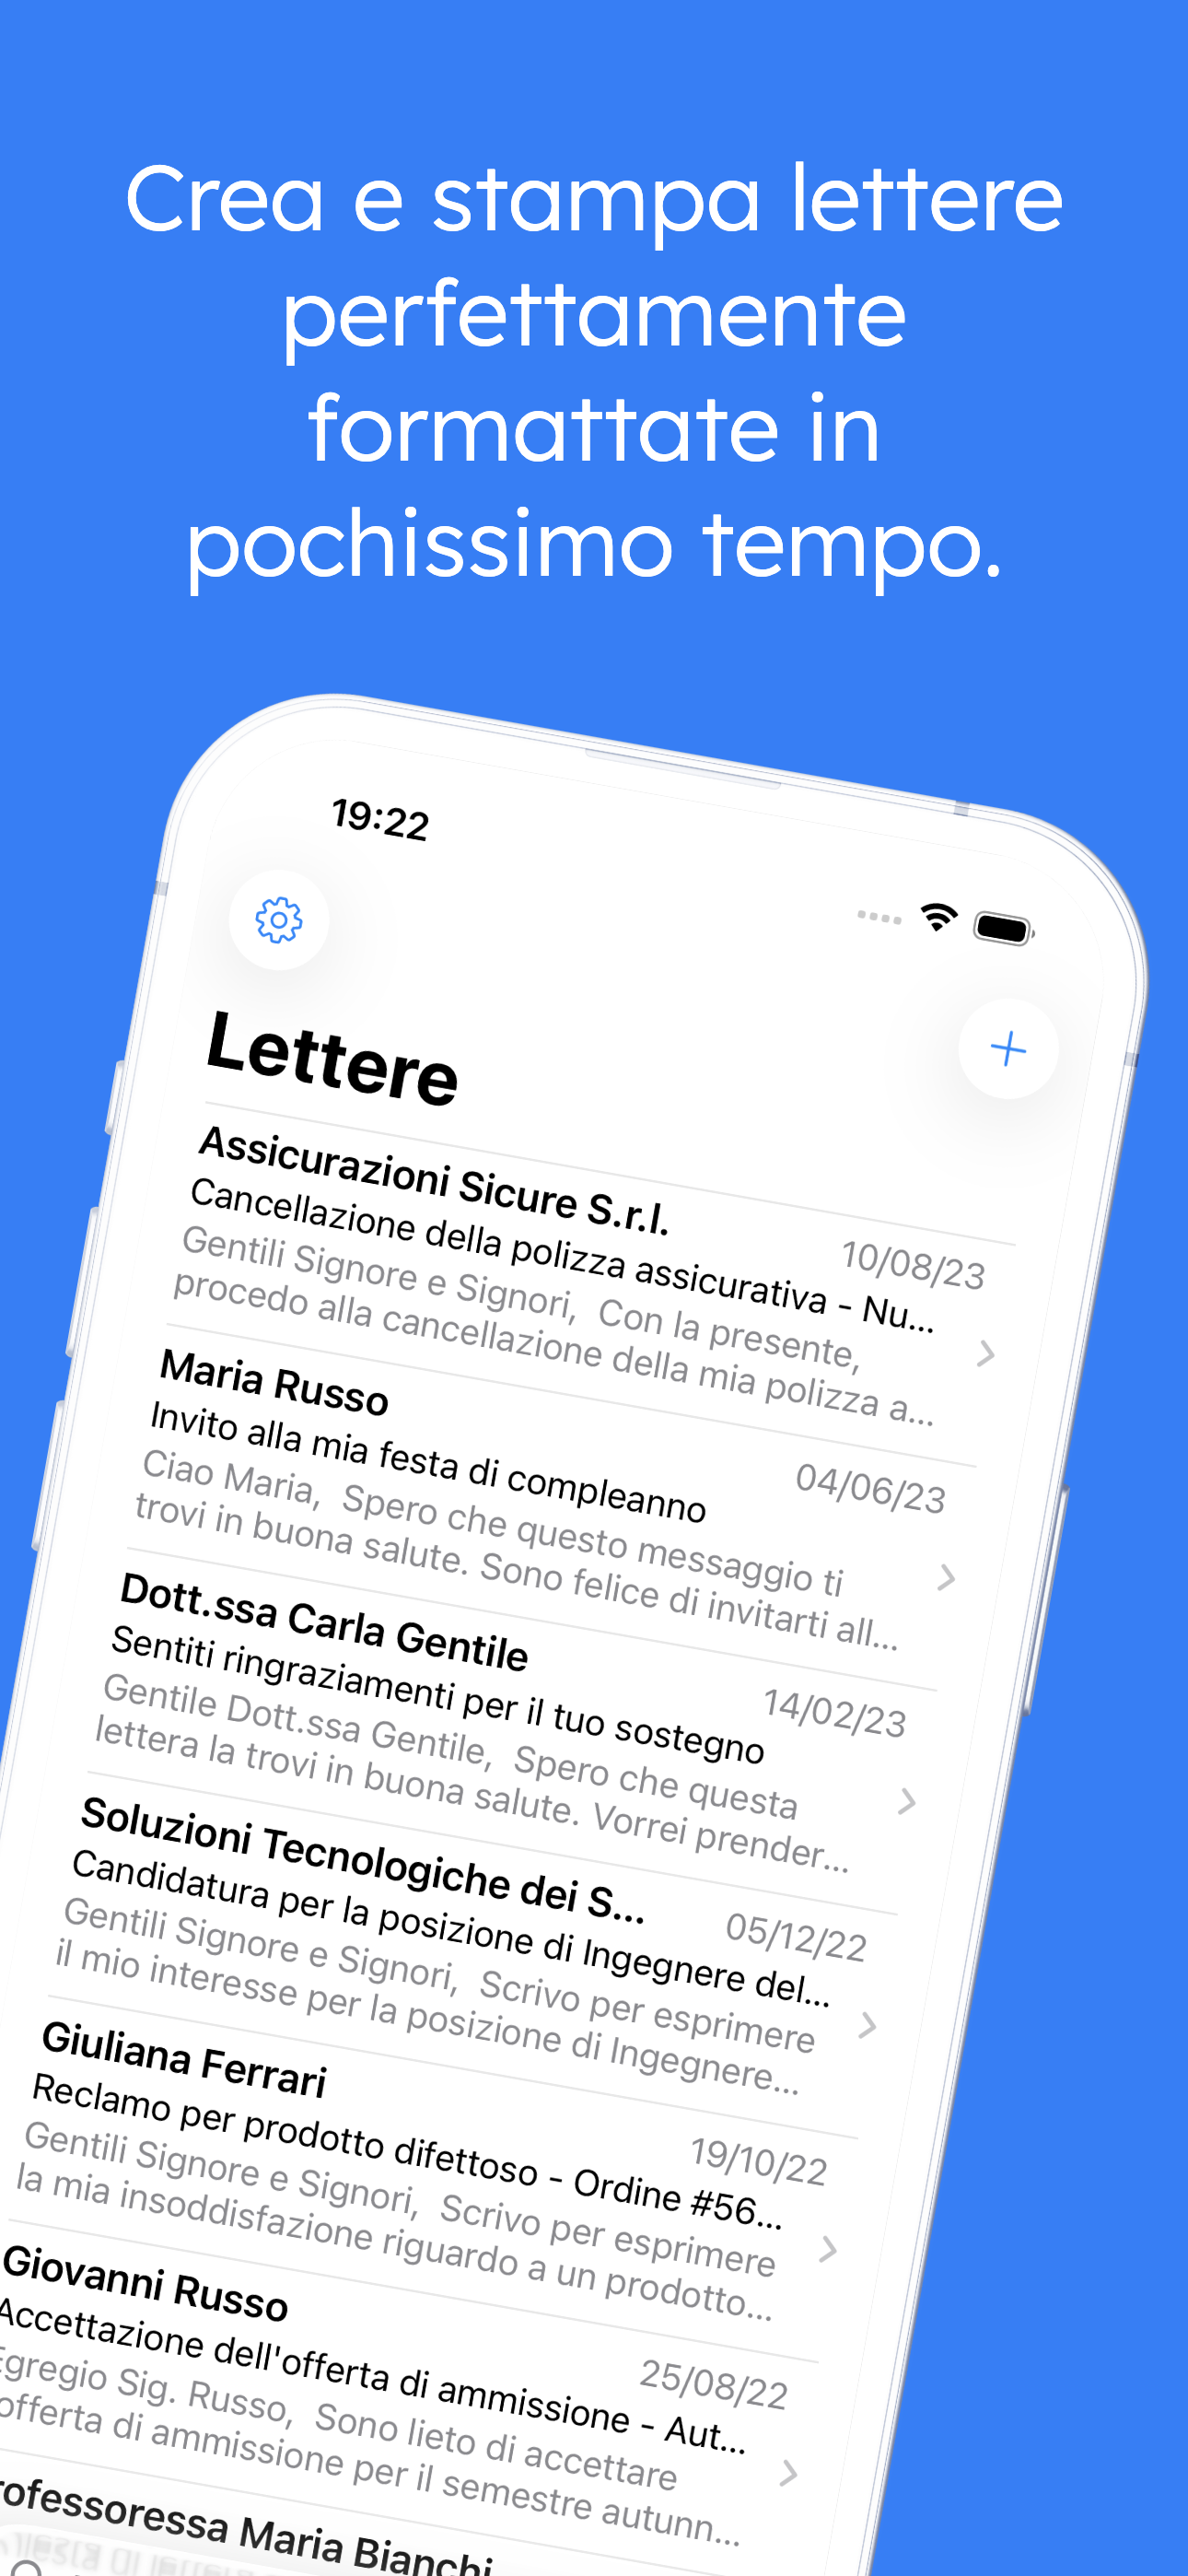 Crea e stampa lettere
perfettamente
formattate in
pochissimo tempo.
19:22
Lettere
Assicurazioni Sicure S.r.l.
10/08/23
Cancellazione della polizza assicurativa - Nu...
Gentili Signore e Signori,  Con la presente,
procedo alla cancellazione della mia polizza a...
Maria Russo
04/06/23
Invito alla mia festa di compleanno
Ciao Maria,  Spero che questo messaggio ti
trovi in buona salute. Sono felice di invitarti all...
Dott.ssa Carla Gentile
14/02/23
Sentiti ringraziamenti per il tuo sostegno
Gentile Dott.ssa Gentile,  Spero che questa
lettera la trovi in buona salute. Vorrei prender...
Soluzioni Tecnologiche dei S...
05/12/22
Candidatura per la posizione di Ingegnere del...
Gentili Signore e Signori,  Scrivo per esprimere
il mio interesse per la posizione di Ingegnere...
Giuliana Ferrari
19/10/22
Reclamo per prodotto difettoso - Ordine #56...
Gentili Signore e Signori,  Scrivo per esprimere
la mia insoddisfazione riguardo a un prodotto...
Giovanni Russo
25/08/22
Accettazione dell'offerta di ammissione - Aut...
Egregio Sig. Russo,  Sono lieto di accettare
offerta di ammissione per il semestre autunn...
rofessoressa Maria Bianchi